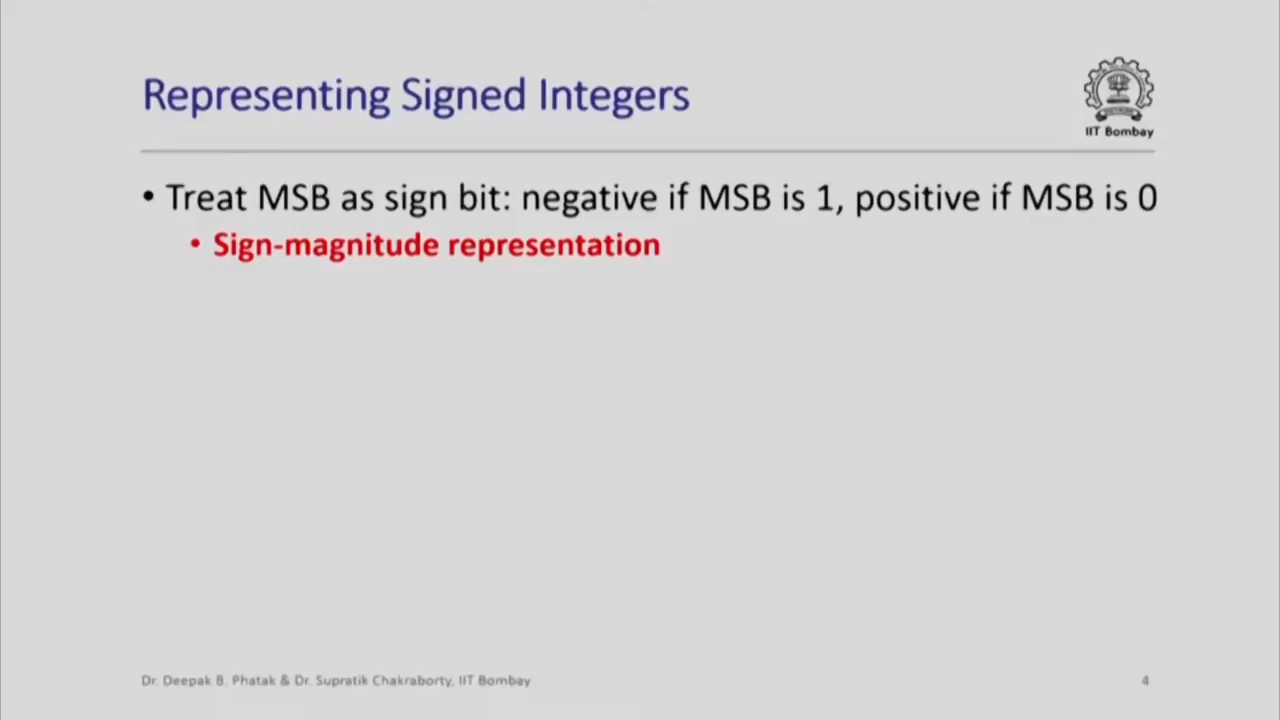 Representing Signed Integers
IIT Bombay
• Treat MSB as sign bit: negative if MSB is 1, positive if MSB is 0
• Sign-magnitude representation
Dr. Deepak B. Phatak & Dr. Supratik Chakraborty, IIT Bombay
4